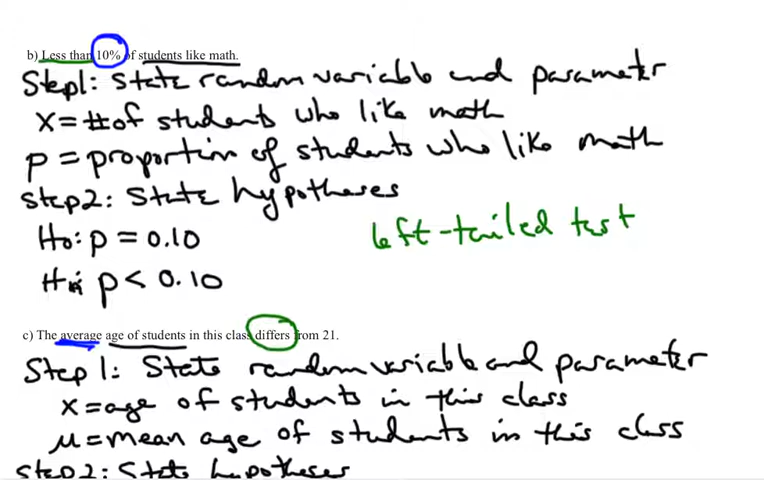 b) Less than 10% of students like math.
Step1: State random variable and parameter
X = # of students who like math
p = proportion of students who like math
Step2: State hypotheses
Ho: p = 0.10
left-tailed test
p < 0.10
c) The average age of students in this class differs from 21.
Step 1: State random variable and parameter
x = age of students in this class
μ = mean age of students in this class
Step2: State hypotheses